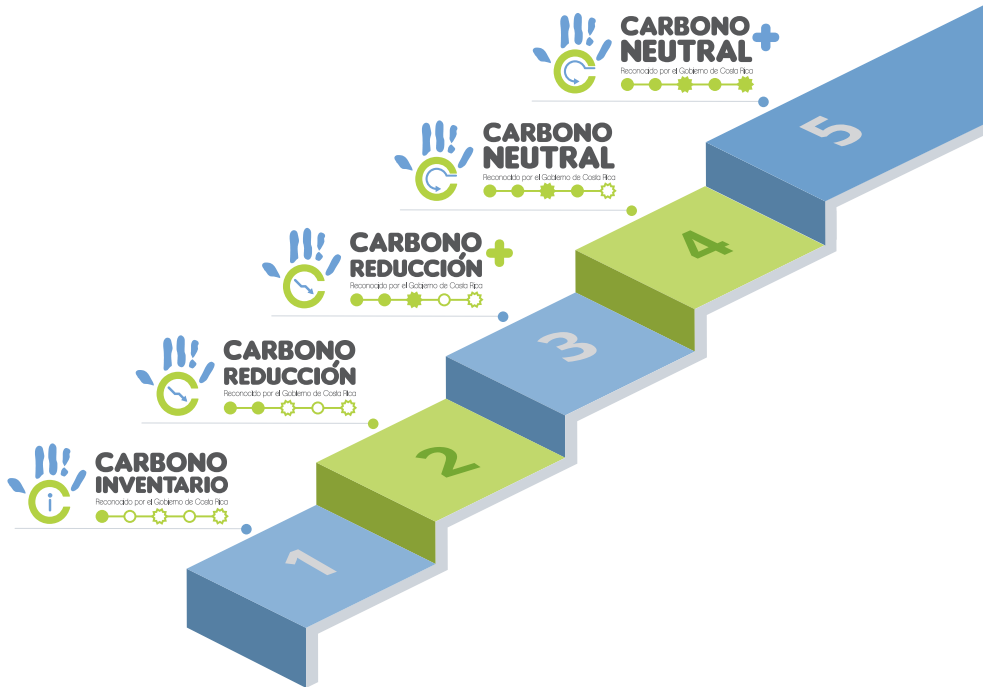 CARBONO
NEUTRAL
Reconocido por el Gobierno de Costa Rica
5
CARBONO
NEUTRAL
Reconocido por el Gobierno de Costa Rica
4
CARBONO
REDUCCIÓN
Reconocido por el Gobierno de Costa Rica
3
CARBONO
REDUCCIÓN
Reconocido por el Gobierno de Costa Rica
2
CARBONO
INVENTARIO
Reconocido por el Gobierno de Costa Rica
i
1